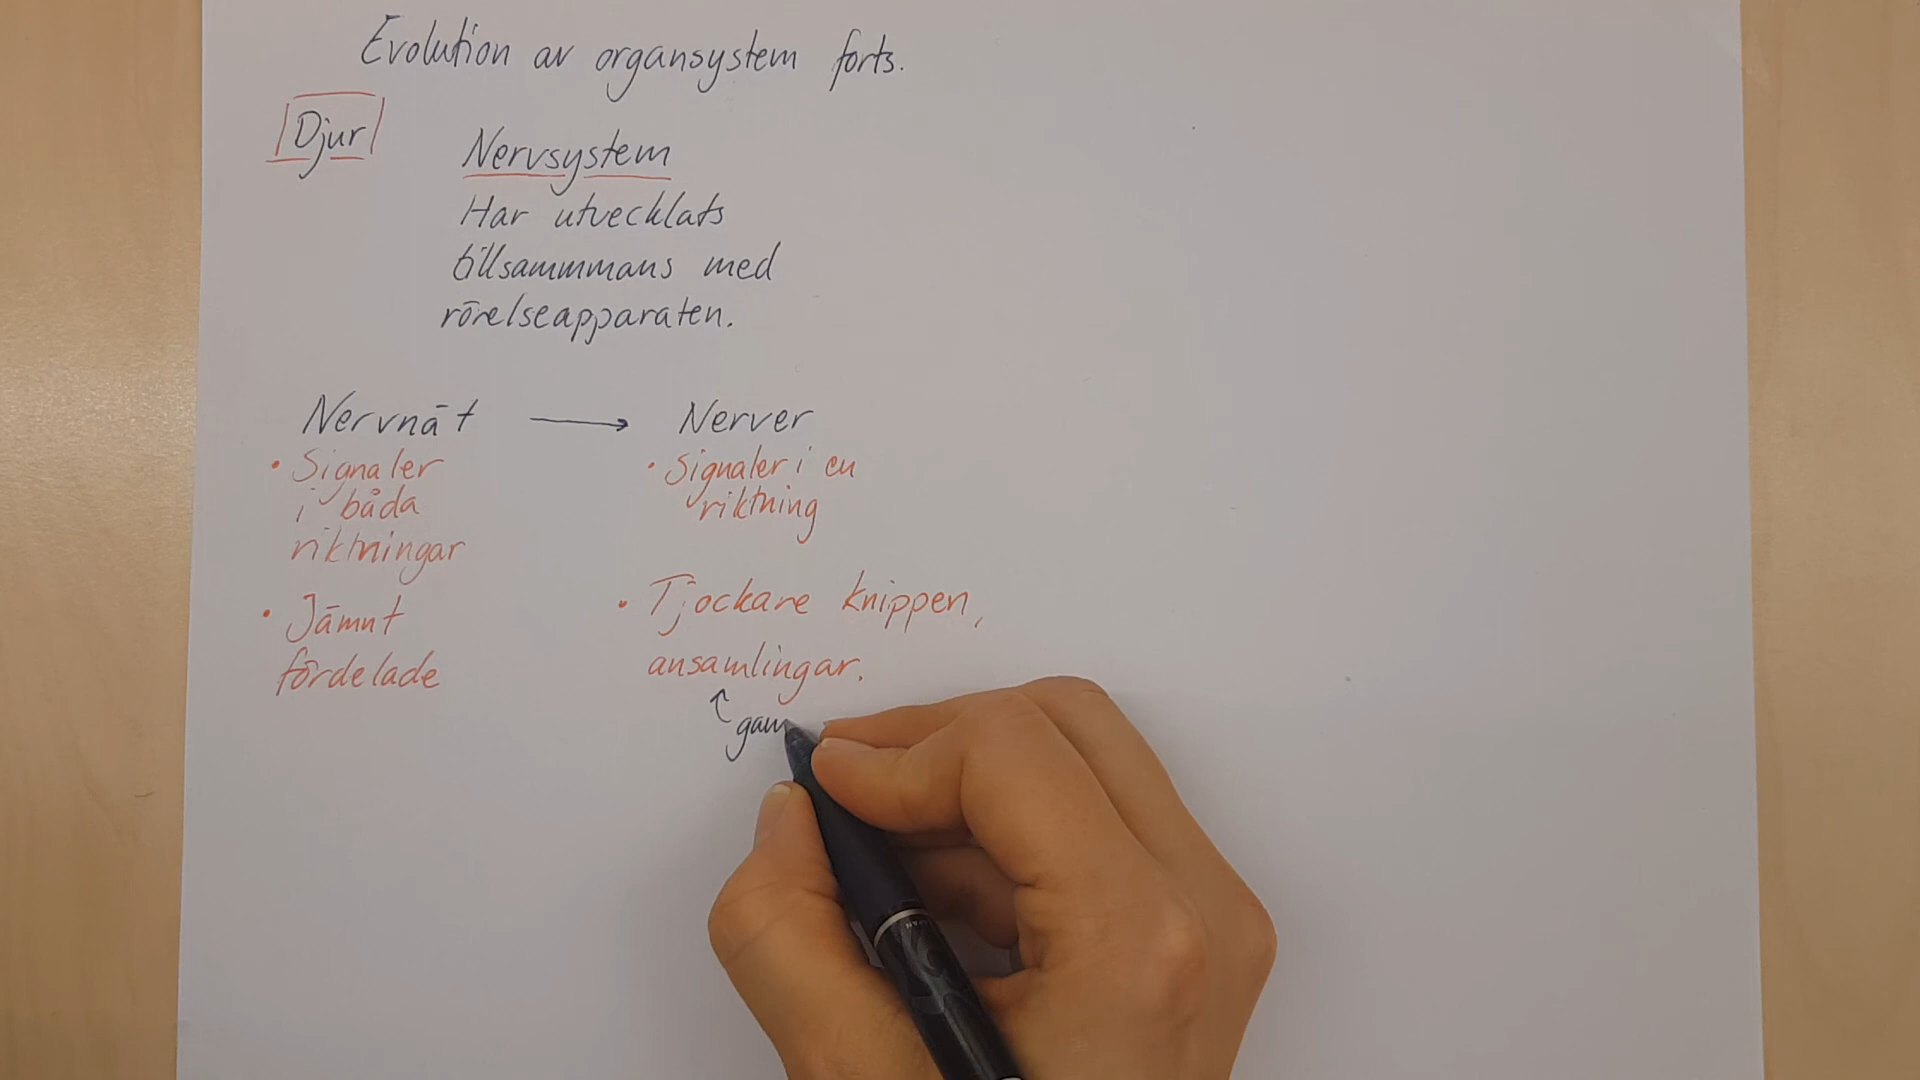 Evolution av organsystem forts.
Djur
Nervsystem
Har utvecklats
tillsammmans med
rörelseapparaten.
Nervnät → Nerver
• Signaler
i båda
riktningar
• Jämnt
fördelade
• Signaler i en
riktning
• Tjockare knippen,
ansamlingar.